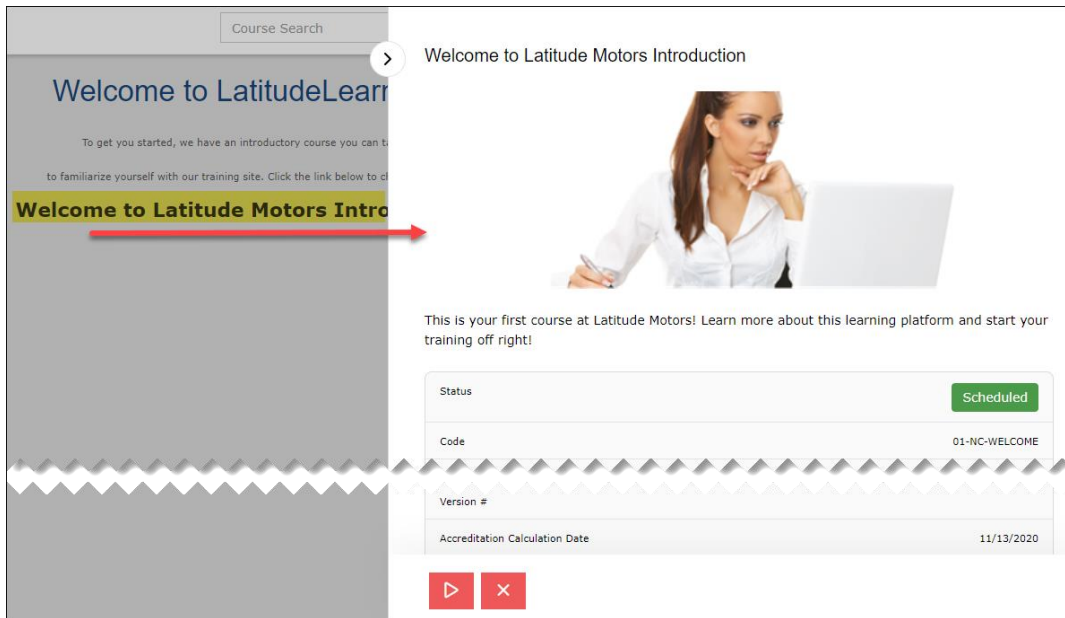 Course Search
Welcome to LatitudeLear
To get you started, we have an introductory course you can t
to familiarize yourself with our training site. Click the link below to c
Welcome to Latitude Motors Intro
Welcome to Latitude Motors Introduction
This is your first course at Latitude Motors! Learn more about this learning platform and start your
training off right!
Status Scheduled
Code 01-NC-WELCOME
Version #
Accreditation Calculation Date 11/13/2020